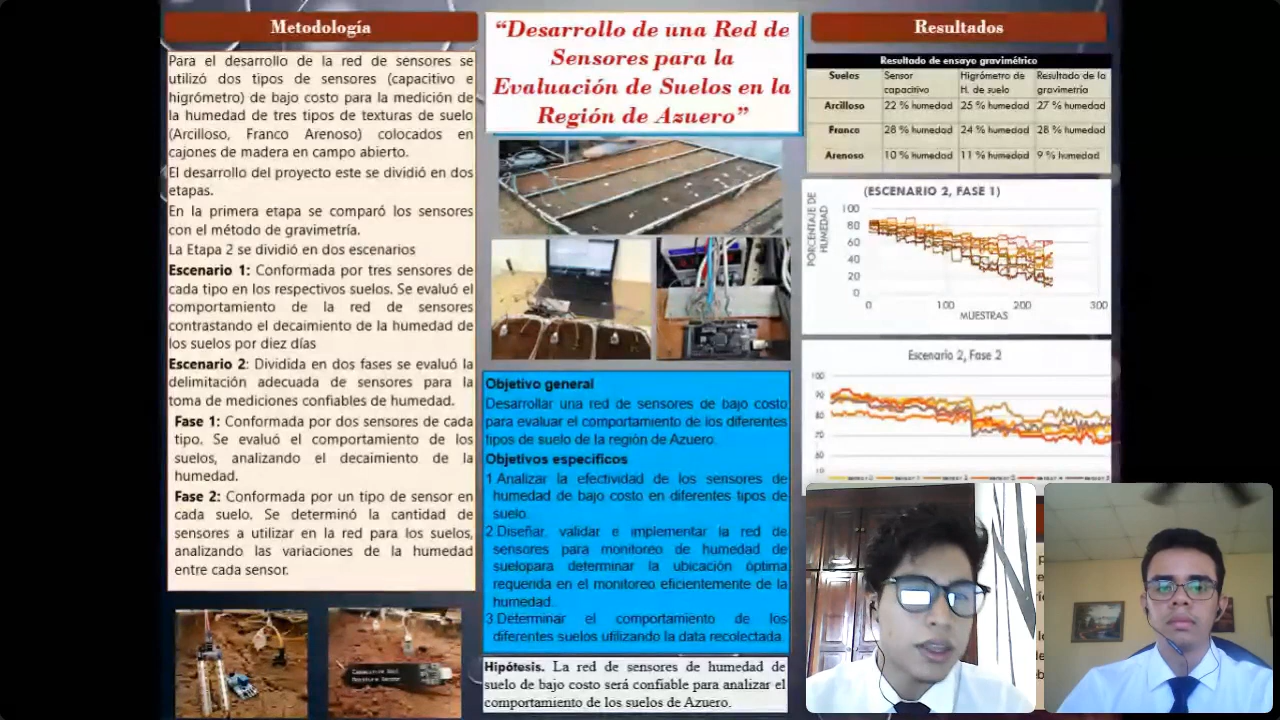 Metodología
Para el desarrollo de la red de sensores se
utilizó dos tipos de sensores (capacitivo e
higrómetro) de bajo costo para la medición de
la humedad de tres tipos de texturas de suelo
(Arcilloso, Franco Arenoso) colocados en
cajones de madera en campo abierto.
El desarrollo del proyecto este se dividió en dos
etapas.
En la primera etapa se comparó los sensores
con el método de gravimetría.
La Etapa 2 se dividió en dos escenarios
Escenario 1: Conformada por tres sensores de
cada tipo en los respectivos suelos. Se evaluó el
comportamiento de la red de sensores
contrastando el decaimiento de la humedad de
los suelos por diez días
Escenario 2: Dividida en dos fases se evaluó la
delimitación adecuada de sensores para la
toma de mediciones confiables de humedad.
Fase 1: Conformada por dos sensores de cada
tipo. Se evaluó el comportamiento de los
suelos, analizando el decaimiento de la
humedad.
Fase 2: Conformada por un tipo de sensor en
cada suelo. Se determinó la cantidad de
sensores a utilizar en la red para los suelos,
analizando las variaciones de la humedad
entre cada sensor.
Capacitive Soil
Moisture Sensor
“Desarrollo de una Red de
Sensores para la
Evaluación de Suelos en la
Región de Azuero”
Objetivo general
Desarrollar una red de sensores de bajo costo
para evaluar el comportamiento de los diferentes
tipos de suelo de la región de Azuero.
Objetivos especificos
1 Analizar la efectividad de los sensores de
humedad de bajo costo en diferentes tipos de
suelo.
2 Diseñar, validar e implementar la red de
sensores para monitoreo de humedad de
suelopara determinar la ubicación óptima
requerida en el monitoreo eficientemente de la
humedad.
3 Determinar el comportamiento de los
diferentes suelos utilizando la data recolectada.
Hipótesis. La red de sensores de humedad de
suelo de bajo costo será confiable para analizar el
comportamiento de los suelos de Azuero.
Resultados
Resultado de ensayo gravimétrico
Suelos Sensor capacitivo Higrómetro de H. de suelo Resultado de la gravimetría
Arcilloso 22 % humedad 25 % humedad 27 % humedad
Franco 28 % humedad 24 % humedad 28 % humedad
Arenoso 10 % humedad 11 % humedad 9 % humedad
(ESCENARIO 2, FASE 1)
PORCENTAJE DE
HUMEDAD
100
80
60
40
20
0
0 100 200 300
MUESTRAS
Escenario 2, Fase 2
100
90
80
70
60